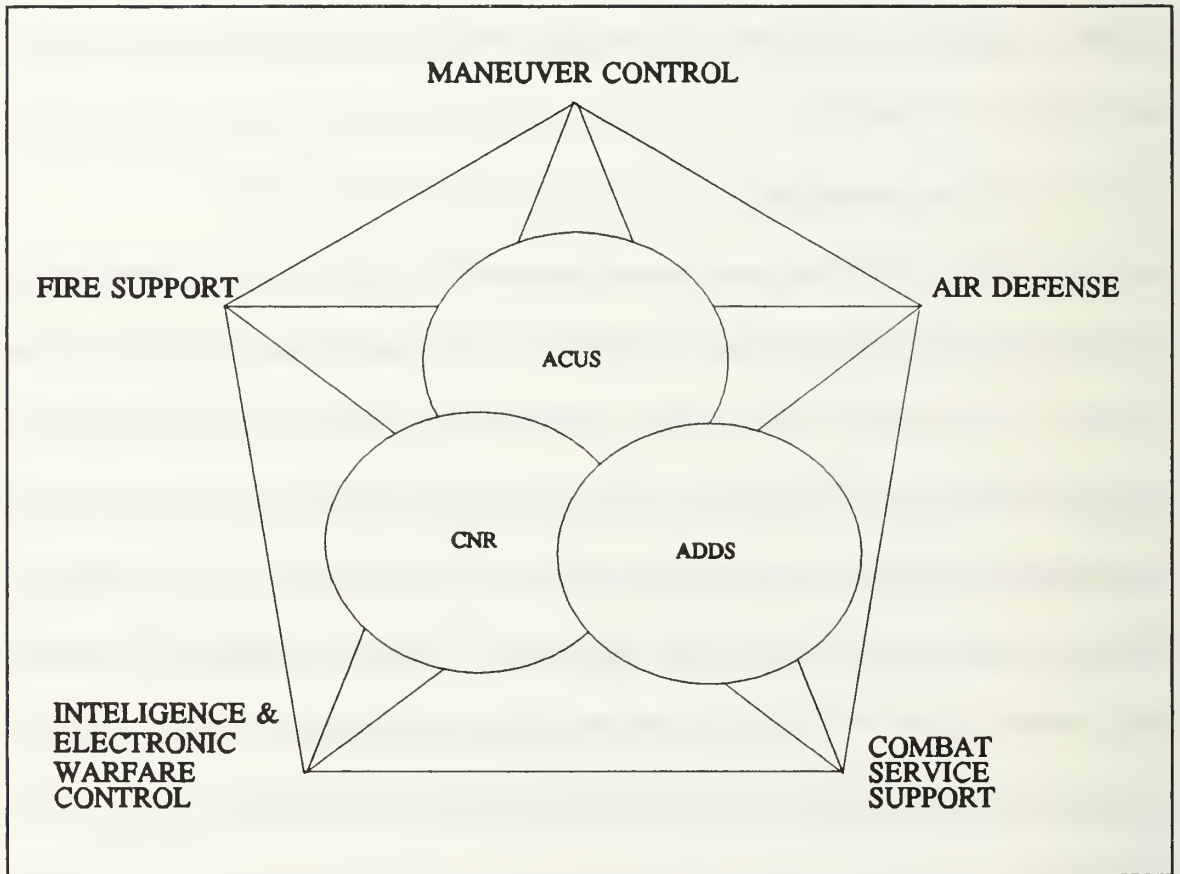 MANEUVER CONTROL
FIRE SUPPORT
AIR DEFENSE
ACUS
CNR
ADDS
INTELIGENCE &
ELECTRONIC
WARFARE
CONTROL
COMBAT
SERVICE
SUPPORT